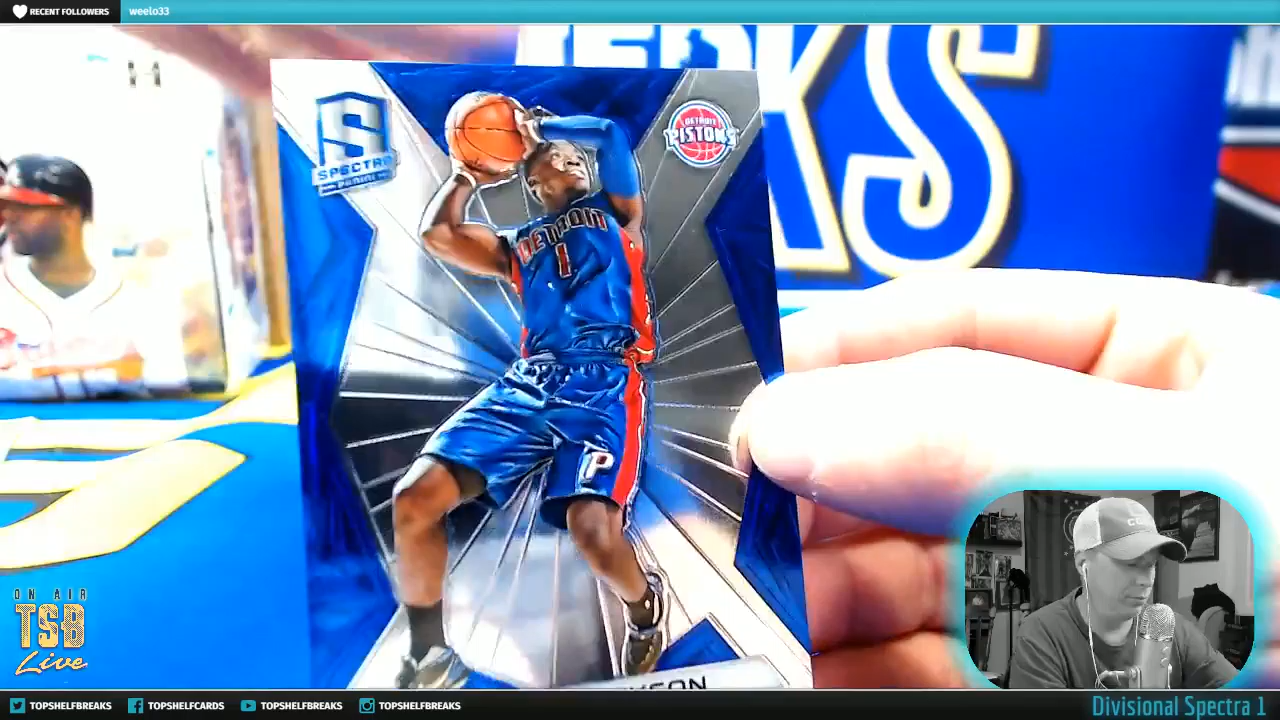 RECENT FOLLOWERS
weelo33
JERKS
S
SPECTRA
PANINI
DETROIT
PISTONS
DETROIT
1
P
ON AIR
TSB
Live
TOPSHELFBREAKS
TOPSHELFCARDS
TOPSHELFBREAKS
TOPSHELFBREAKS
Divisional Spectra 1